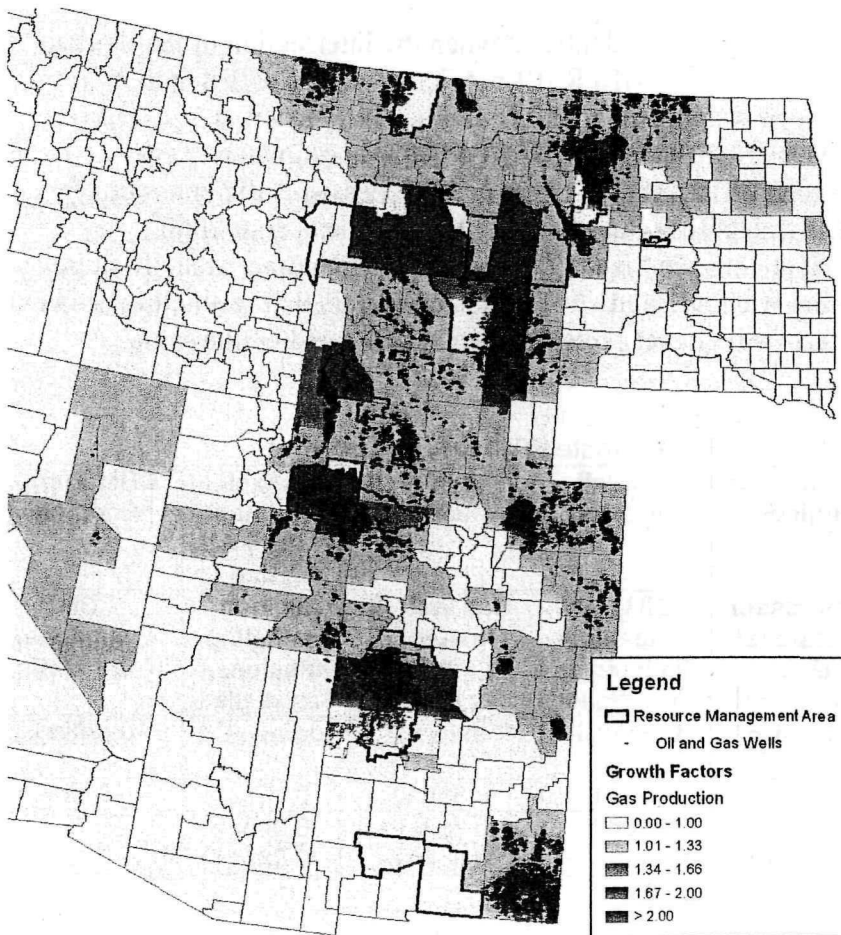 Legend
Resource Management Area
Oil and Gas Wells
Growth Factors
Gas Production
0.00 - 1.00
1.01 - 1.33
1.34 - 1.66
1.67 - 2.00
> 2.00